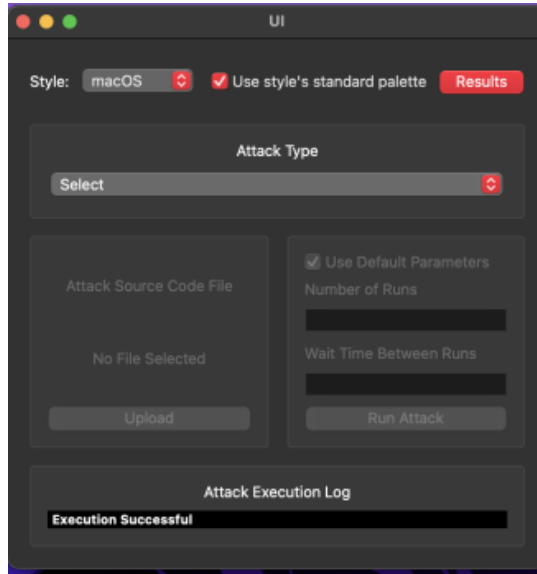 UI
Style: macOS Use style's standard palette Results
Attack Type
Select
Attack Source Code File
No File Selected
Upload
Use Default Parameters
Number of Runs
Wait Time Between Runs
Run Attack
Attack Execution Log
Execution Successful